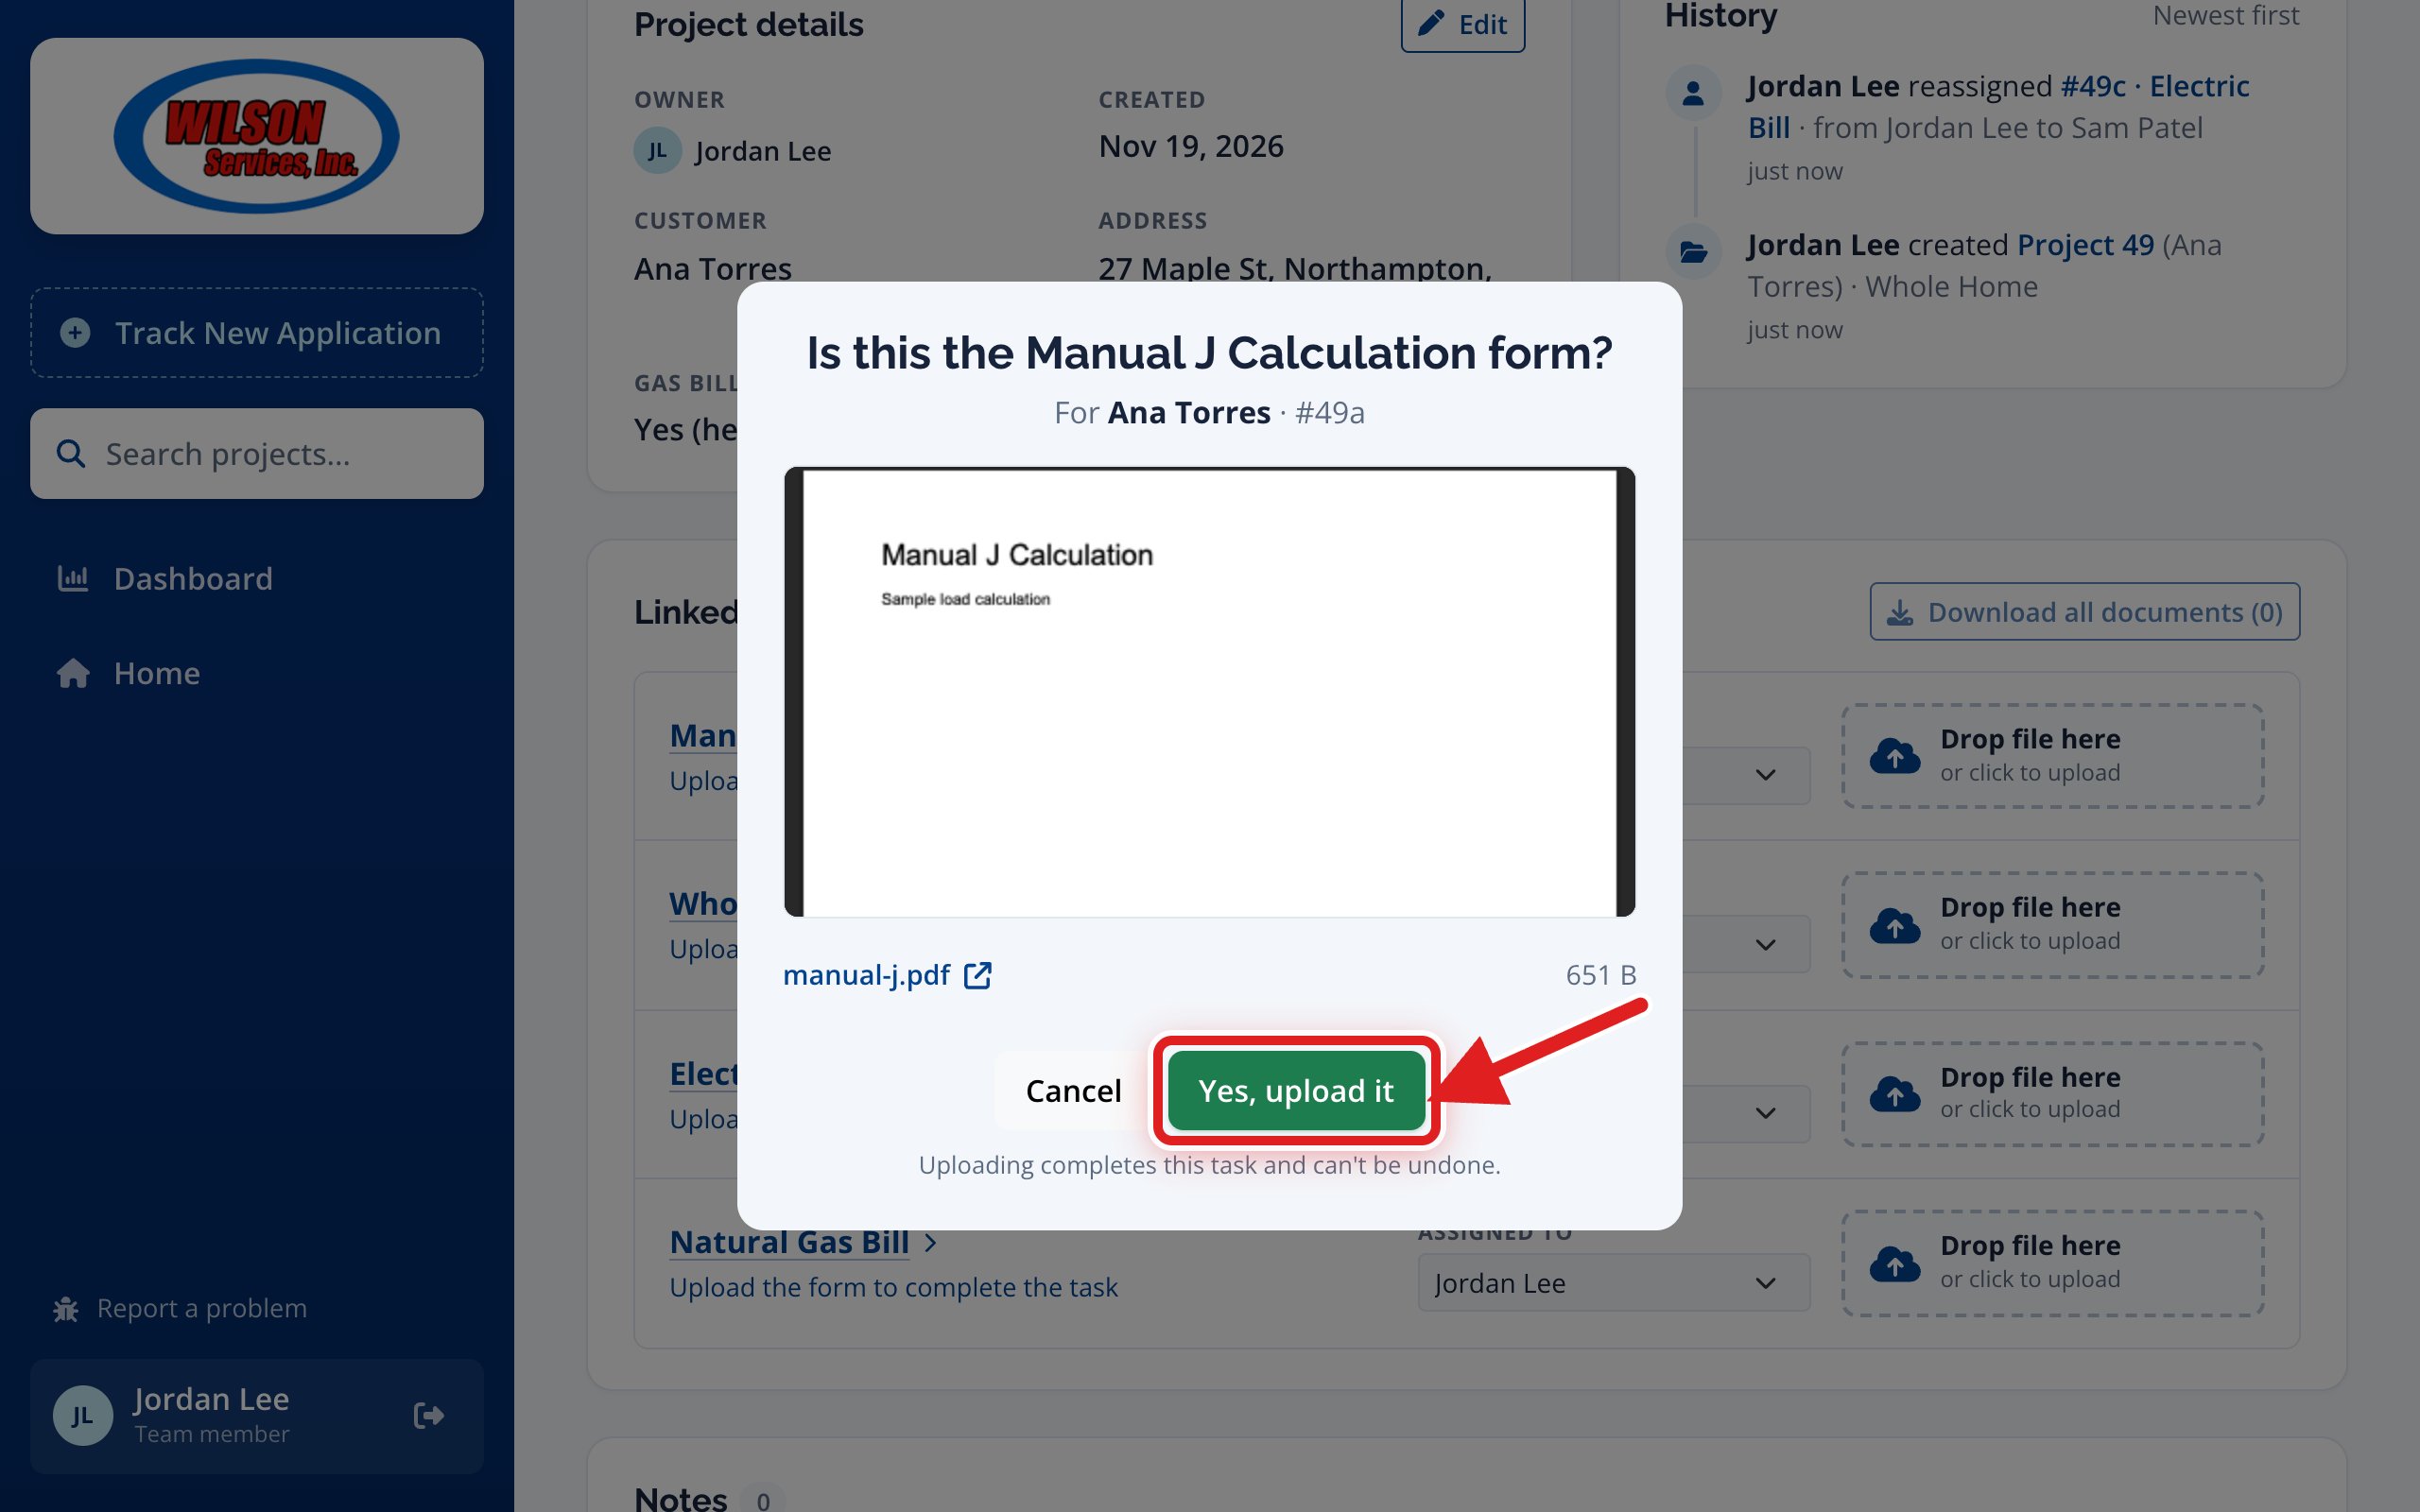 WILSON
Services, Inc.
Track New Application
Search projects...
Dashboard
Home
Report a problem
JL
Jordan Lee
Team member
Project details
Edit
OWNER
JL Jordan Lee
CREATED
Nov 19, 2026
CUSTOMER
Ana Torres
ADDRESS
27 Maple St, Northampton,
GAS BILL
Yes (he
History
Newest first
Jordan Lee reassigned #49c · Electric
Bill · from Jordan Lee to Sam Patel
just now
Jordan Lee created Project 49 (Ana
Torres) · Whole Home
just now
Is this the Manual J Calculation form?
For Ana Torres · #49a
Manual J Calculation
Sample load calculation
manual-j.pdf
651 B
Cancel
Yes, upload it
Uploading completes this task and can't be undone.
Linked
Download all documents (0)
Man
Uploa
Drop file here
or click to upload
Who
Uploa
Drop file here
or click to upload
Elect
Uploa
Drop file here
or click to upload
Natural Gas Bill
Upload the form to complete the task
ASSIGNED TO
Jordan Lee
Drop file here
or click to upload
Notes 0